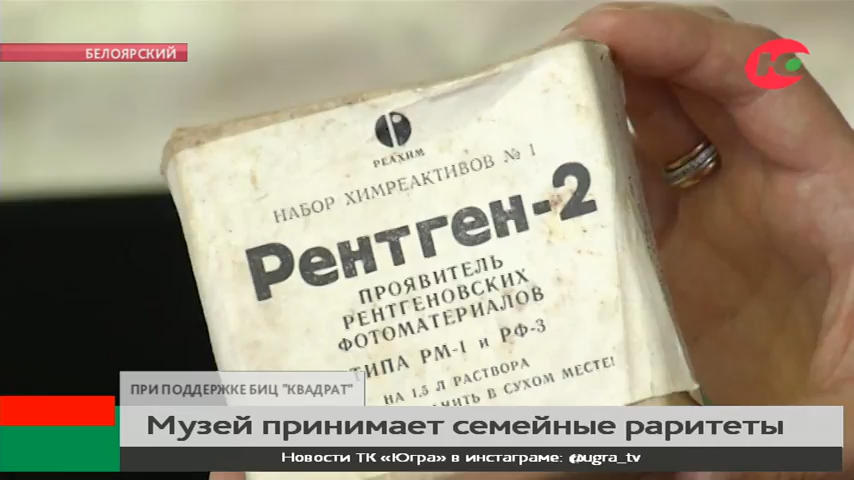 БЕЛОЯРСКИЙ
Ю
РЕАХИМ
НАБОР ХИМРЕАКТИВОВ № 1
Рентген-2
ПРОЯВИТЕЛЬ
РЕНТГЕНОВСКИХ
ФОТОМАТЕРИАЛОВ
ТИПА РМ-1 и РФ-3
НА 1,5 л РАСТВОРА
В СУХОМ МЕСТЕ!
ПРИ ПОДДЕРЖКЕ БИЦ "КВАДРАТ"
Музей принимает семейные раритеты
Новости ТК «Югра» в инстаграме: @ugra_tv